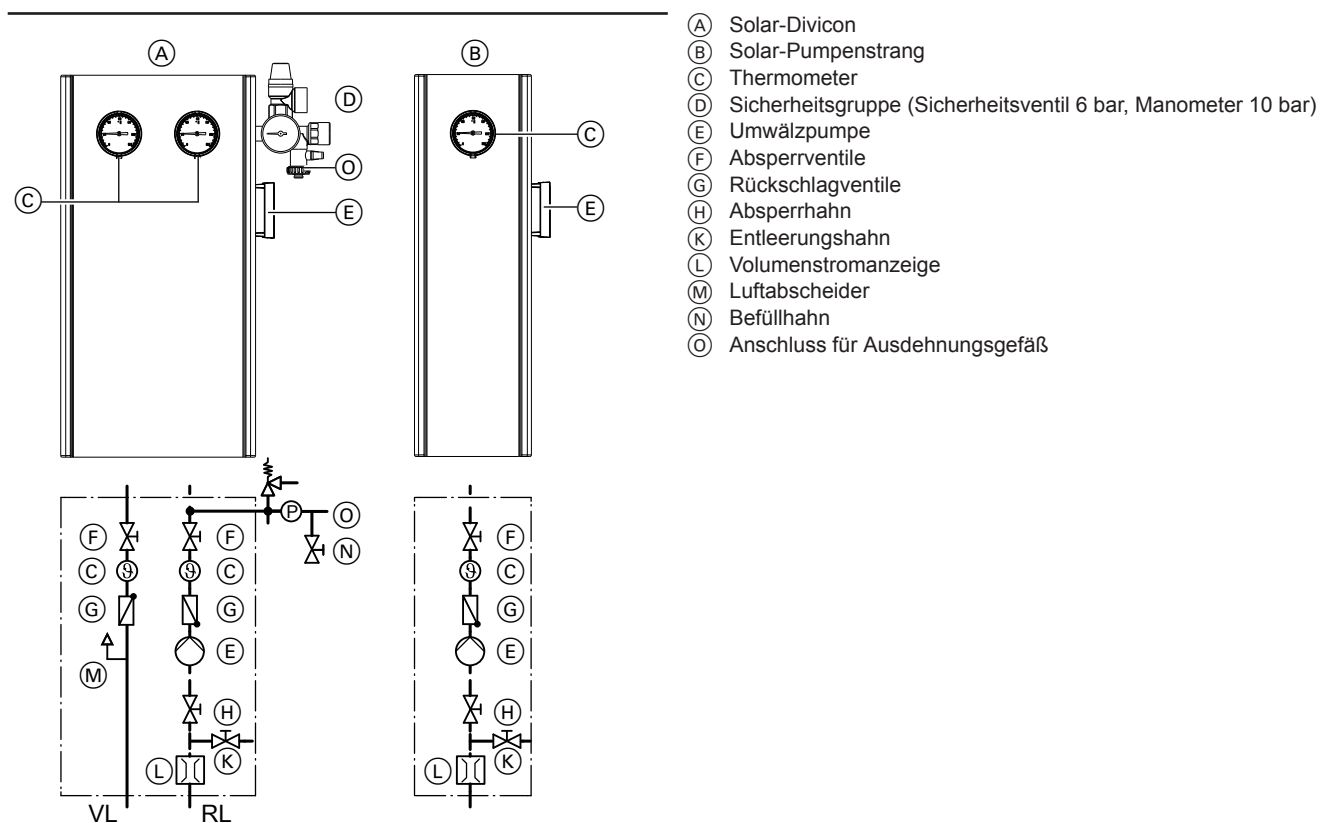 Ⓐ Solar-Divicon
Ⓑ Solar-Pumpenstrang
Ⓒ Thermometer
Ⓓ Sicherheitsgruppe (Sicherheitsventil 6 bar, Manometer 10 bar)
Ⓔ Umwälzpumpe
Ⓕ Absperrventile
Ⓖ Rückschlagventile
Ⓗ Absperrhahn
Ⓚ Entleerungshahn
Ⓛ Volumenstromanzeige
Ⓜ Luftabscheider
Ⓝ Befüllhahn
Ⓞ Anschluss für Ausdehnungsgefäß
Ⓐ Ⓑ
Ⓓ
Ⓒ
Ⓞ
Ⓒ Ⓔ Ⓔ
P Ⓞ
Ⓕ Ⓕ Ⓝ Ⓕ
Ⓒ ϑ ϑ Ⓒ ϑ Ⓒ
Ⓖ Ⓖ Ⓖ
Ⓔ Ⓔ
Ⓜ
Ⓗ Ⓗ
Ⓚ Ⓚ
Ⓛ Ⓛ
VL RL